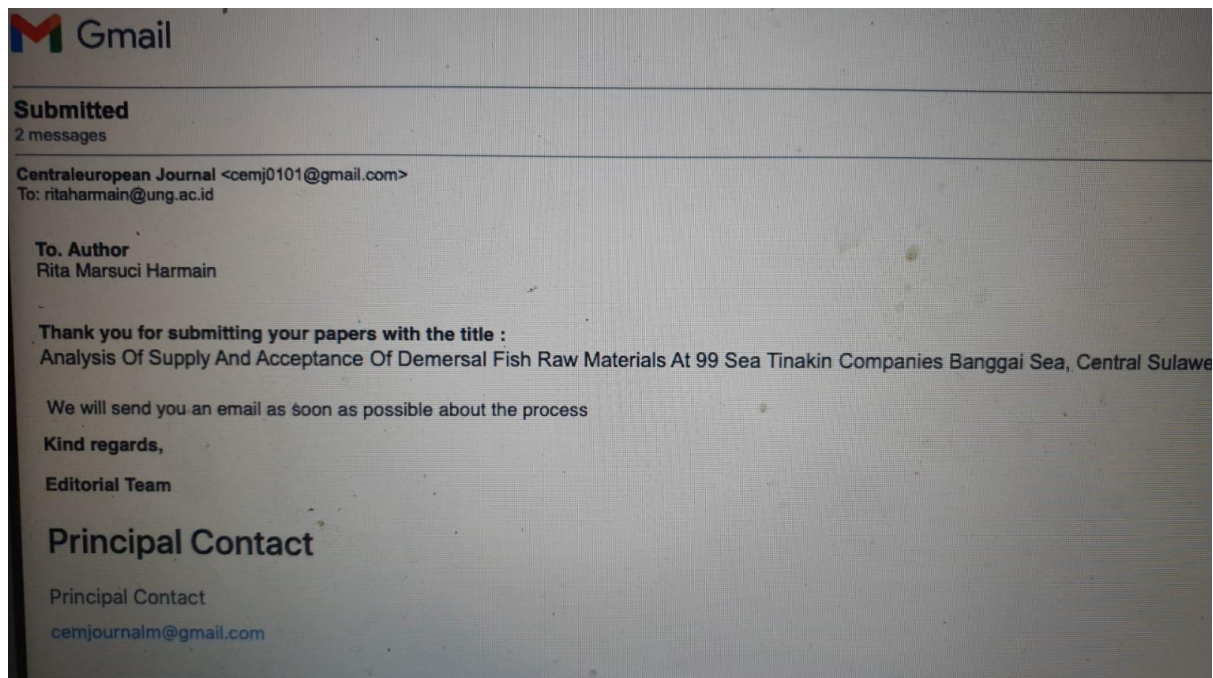 Gmail
Submitted
2 messages
Centraleuropean Journal <cemj0101@gmail.com>
To: ritaharmain@ung.ac.id
To. Author
Rita Marsuci Harmain
Thank you for submitting your papers with the title :
Analysis Of Supply And Acceptance Of Demersal Fish Raw Materials At 99 Sea Tinakin Companies Banggai Sea, Central Sulawe
We will send you an email as soon as possible about the process
Kind regards,
Editorial Team
Principal Contact
Principal Contact
cemjournalm@gmail.com